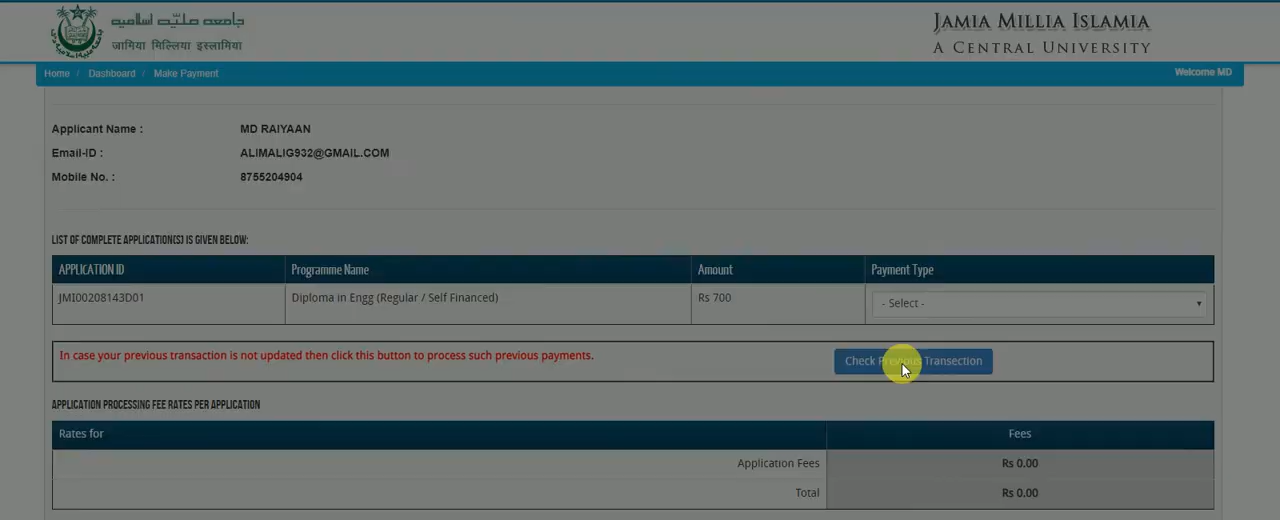 جامعہ ملیّہ اسلامیہ
जामिया मिल्लिया इस्लामिया
JAMIA MILLIA ISLAMIA
A CENTRAL UNIVERSITY
Home / Dashboard / Make Payment
Welcome MD
Applicant Name : MD RAIYAAN
Email-ID : ALIMALIG932@GMAIL.COM
Mobile No. : 8755204904
LIST OF COMPLETE APPLICATION(S) IS GIVEN BELOW:
APPLICATION ID Programme Name Amount Payment Type
JMI00208143D01 Diploma in Engg (Regular / Self Financed) Rs 700 - Select -
In case your previous transaction is not updated then click this button to process such previous payments. Check Previous Transection
APPLICATION PROCESSING FEE RATES PER APPLICATION
Rates for Fees
Application Fees Rs 0.00
Total Rs 0.00